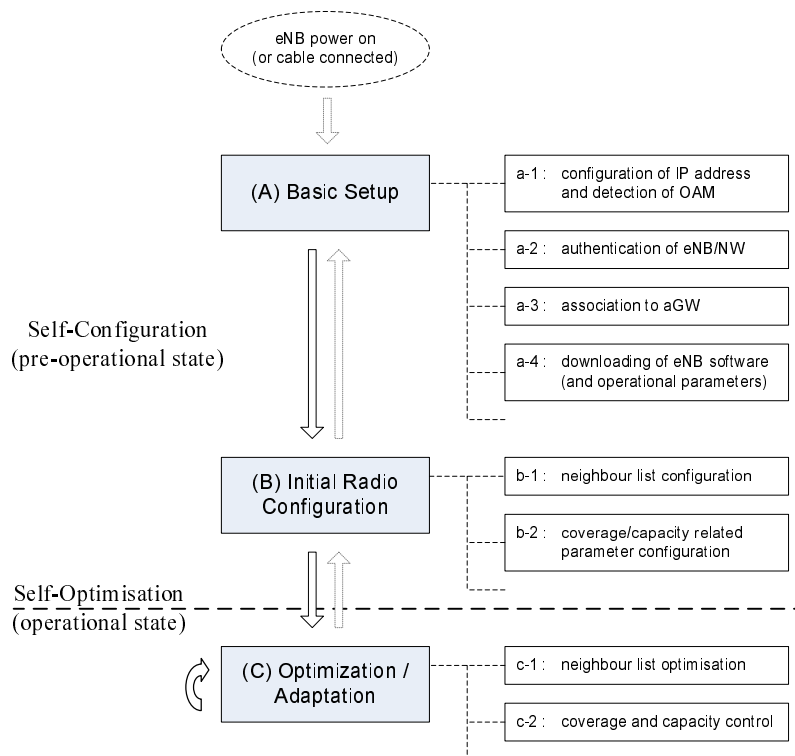 eNB power on
(or cable connected)
(A) Basic Setup
a-1 : configuration of IP address
and detection of OAM
a-2 : authentication of eNB/NW
a-3 : association to aGW
a-4 : downloading of eNB software
(and operational parameters)
Self-Configuration
(pre-operational state)
(B) Initial Radio
Configuration
b-1 : neighbour list configuration
b-2 : coverage/capacity related
parameter configuration
Self-Optimisation
(operational state)
(C) Optimization /
Adaptation
c-1 : neighbour list optimisation
c-2 : coverage and capacity control